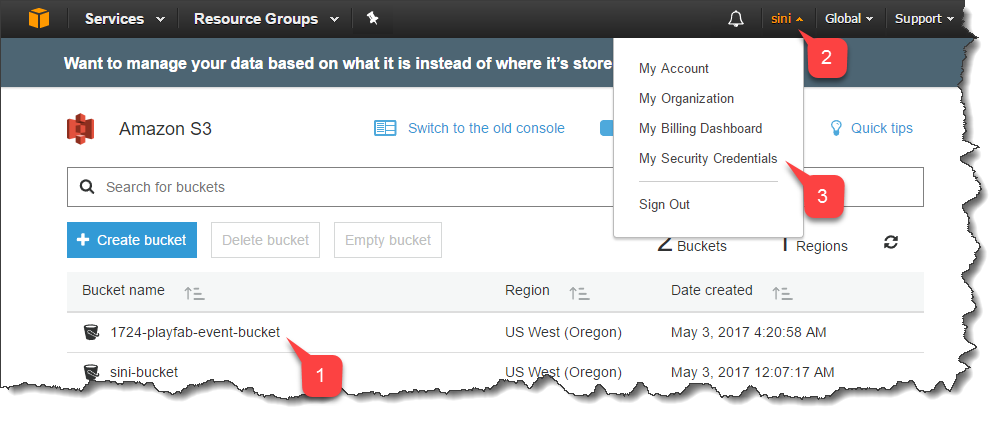 Services Resource Groups sini Global Support
2
Want to manage your data based on what it is instead of where it's store
My Account
My Organization
My Billing Dashboard
My Security Credentials
3
Sign Out
Amazon S3 Switch to the old console Quick tips
Search for buckets
Create bucket Delete bucket Empty bucket 2 Buckets 1 Regions
Bucket name Region Date created
1724-playfab-event-bucket US West (Oregon) May 3, 2017 4:20:58 AM
1
sini-bucket US West (Oregon) May 3, 2017 12:07:17 AM